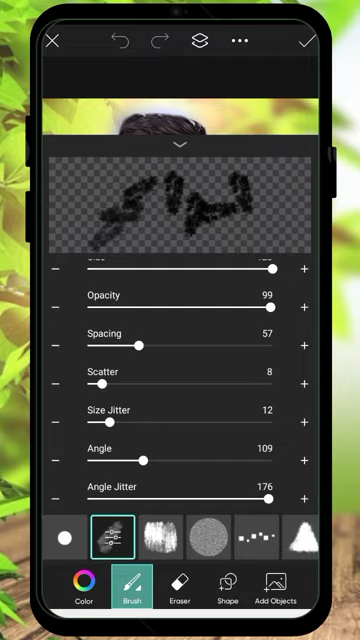 Opacity 99
Spacing 57
Scatter 8
Size Jitter 12
Angle 109
Angle Jitter 176
Color Brush Eraser Shape Add Objects